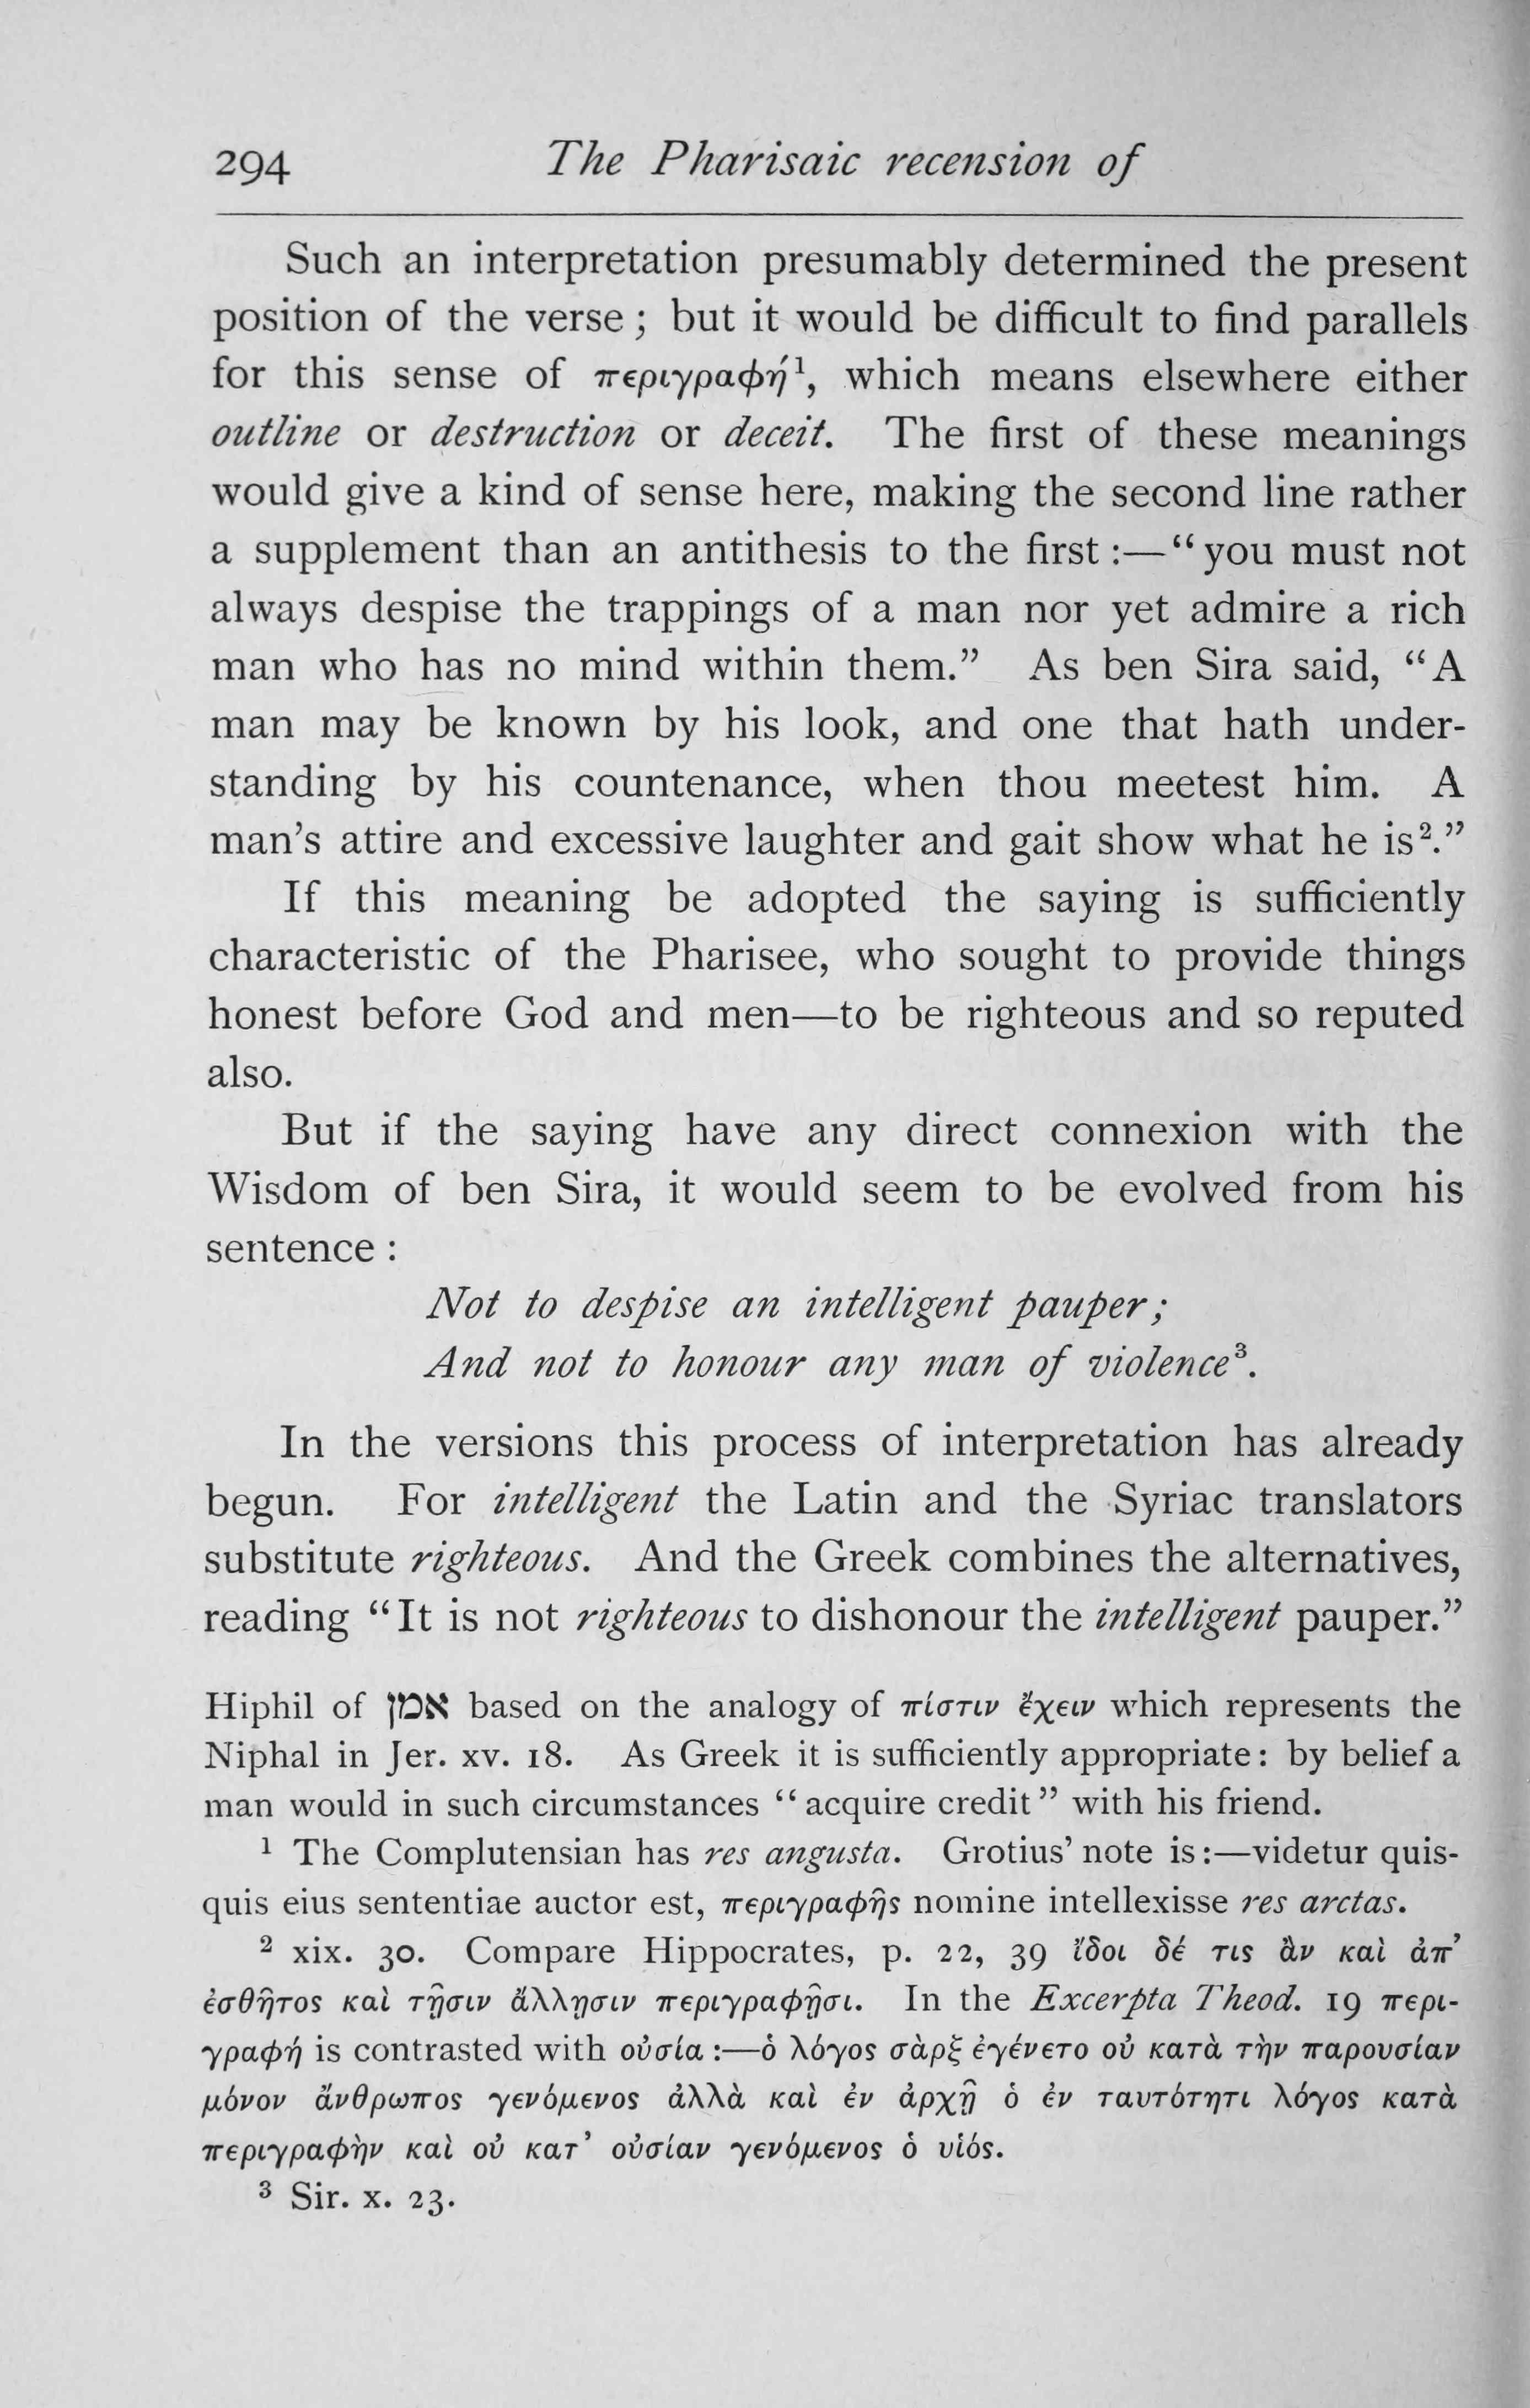 294 The Pharisaic recension of
Such an interpretation presumably determined the present
position of the verse ; but it would be difficult to find parallels
for this sense of περιγραφή¹, which means elsewhere either
outline or destruction or deceit. The first of these meanings
would give a kind of sense here, making the second line rather
a supplement than an antithesis to the first :—“ you must not
always despise the trappings of a man nor yet admire a rich
man who has no mind within them.” As ben Sira said, “ A
man may be known by his look, and one that hath under-
standing by his countenance, when thou meetest him. A
man’s attire and excessive laughter and gait show what he is².”
If this meaning be adopted the saying is sufficiently
characteristic of the Pharisee, who sought to provide things
honest before God and men—to be righteous and so reputed
also.
But if the saying have any direct connexion with the
Wisdom of ben Sira, it would seem to be evolved from his
sentence :
Not to despise an intelligent pauper ;
And not to honour any man of violence³.
In the versions this process of interpretation has already
begun. For intelligent the Latin and the Syriac translators
substitute righteous. And the Greek combines the alternatives,
reading “ It is not righteous to dishonour the intelligent pauper.”
Hiphil of אמן based on the analogy of πίστιν ἔχειν which represents the
Niphal in Jer. xv. 18. As Greek it is sufficiently appropriate : by belief a
man would in such circumstances “ acquire credit ” with his friend.
¹ The Complutensian has res angusta. Grotius’ note is :—videtur quis-
quis eius sententiae auctor est, περιγραφῆς nomine intellexisse res arctas.
² xix. 30. Compare Hippocrates, p. 22, 39 ἴδοι δέ τις ἂν καὶ ἀπ’
ἐσθῆτος καὶ τῇσιν ἄλλῃσιν περιγραφῇσι. In the Excerpta Theod. 19 περι-
γραφή is contrasted with οὐσία :—ὁ λόγος σὰρξ ἐγένετο οὐ κατὰ τὴν παρουσίαν
μόνον ἄνθρωπος γενόμενος ἀλλὰ καὶ ἐν ἀρχῇ ὁ ἐν ταυτότητι λόγος κατὰ
περιγραφὴν καὶ οὐ κατ’ οὐσίαν γενόμενος ὁ υἱός.
³ Sir. x. 23.